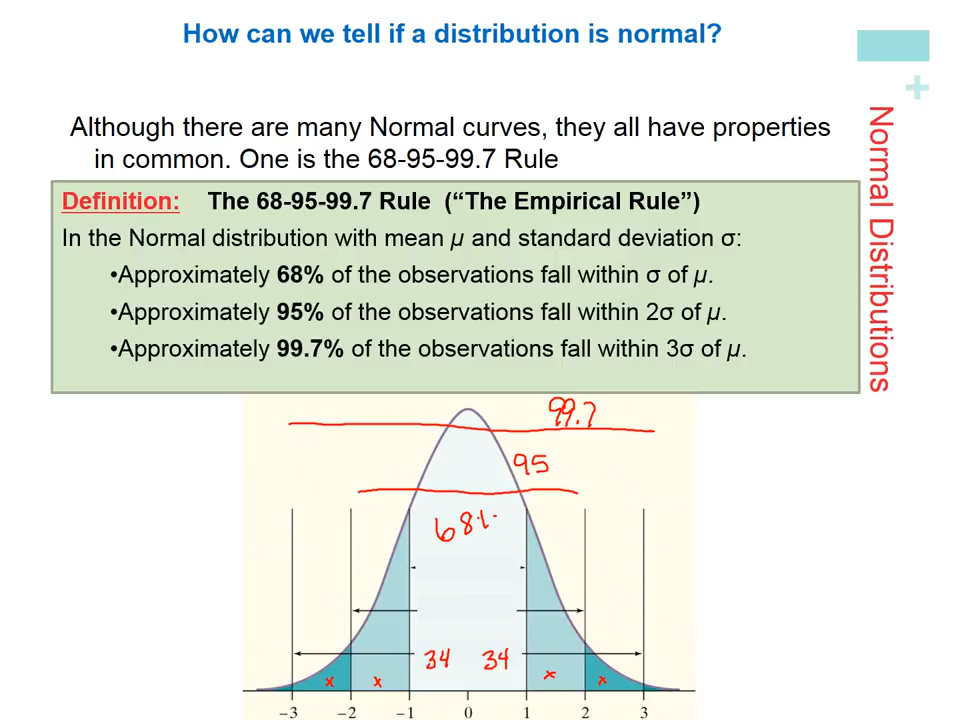 How can we tell if a distribution is normal?
+
Normal Distributions
Although there are many Normal curves, they all have properties
in common. One is the 68-95-99.7 Rule
Definition: The 68-95-99.7 Rule (“The Empirical Rule”)
In the Normal distribution with mean µ and standard deviation σ:
•Approximately 68% of the observations fall within σ of µ.
•Approximately 95% of the observations fall within 2σ of µ.
•Approximately 99.7% of the observations fall within 3σ of µ.
99.7
95
68%
34 34
x x x x
−3 −2 −1 0 1 2 3